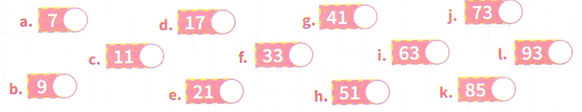 a. 7
b. 9
c. 11
d. 17
e. 21
f. 33
g. 41
h. 51
i. 63
j. 73
k. 85
l. 93